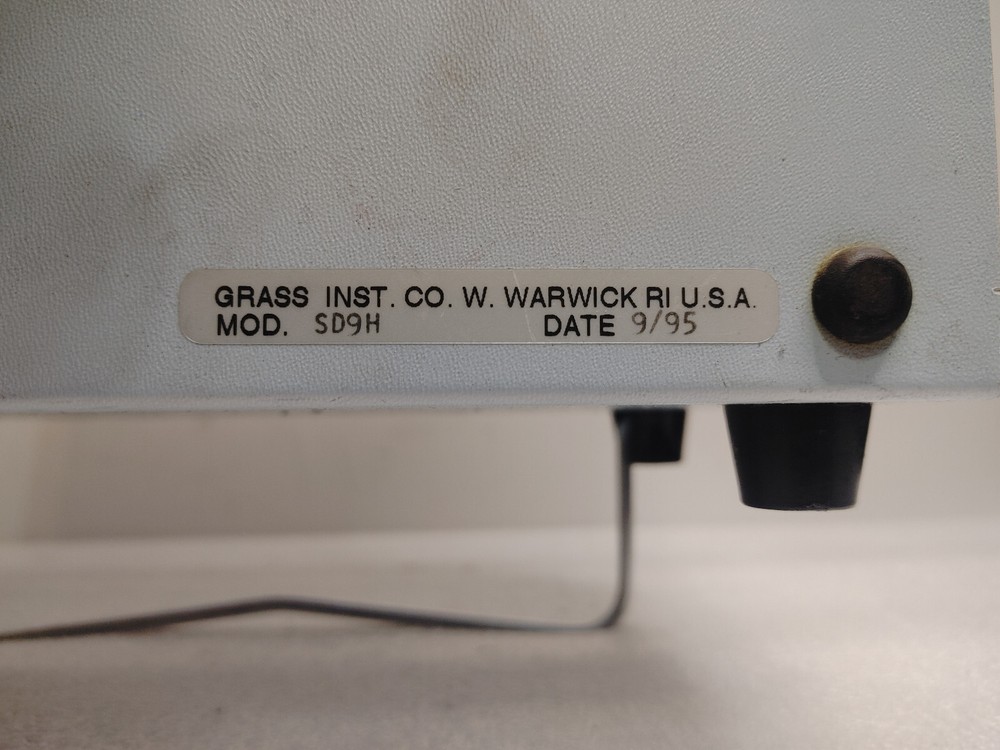 GRASS INST. CO. W. WARWICK RI U.S.A.
MOD. SD9H DATE 9/95